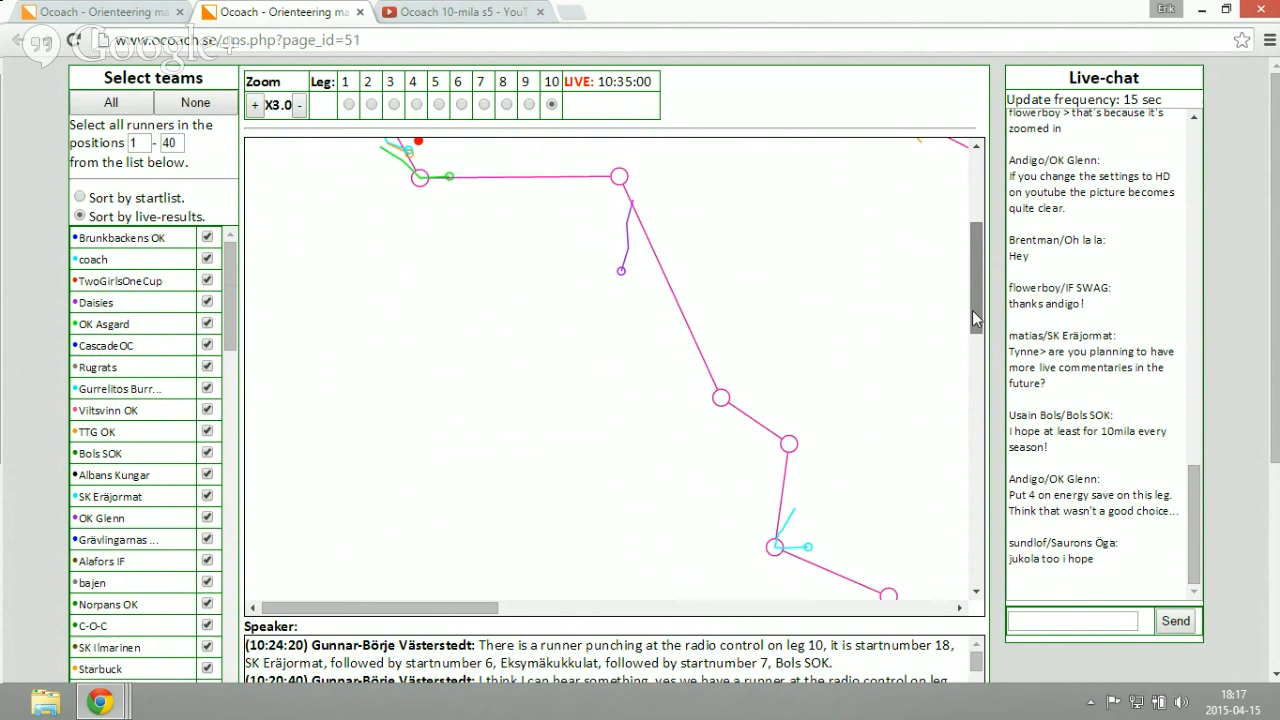 Ocoach - Orienteering ma
Ocoach - Orienteering ma
Ocoach 10-mila s5 - YouT
Erik
Google+
page_id=51
Select teams
All
None
Select all runners in the
positions 1 - 40
from the list below.
Sort by startlist.
Sort by live-results.
Brunkbackens OK
coach
TwoGirlsOneCup
Daisies
OK Asgard
CascadeOC
Rugrats
Gurrelitos Burr...
Viltsvinn OK
TTG OK
Bols SOK
Albans Kungar
SK Eräjormat
OK Glenn
Grävlingarnas ...
Alafors IF
bajen
Norpans OK
C-O-C
SK Ilmarinen
Starbuck
Zoom
+ X3.0 -
Leg: 1 2 3 4 5 6 7 8 9 10
LIVE: 10:35:00
Speaker:
(10:24:20) Gunnar-Börje Västerstedt: There is a runner punching at the radio control on leg 10, it is startnumber 18,
SK Eräjormat, followed by startnumber 6, Eksymäkukkulat, followed by startnumber 7, Bols SOK.
(10:20:40) Gunnar-Börje Västerstedt: I think I can hear something, yes we have a runner at the radio control on leg
Live-chat
Update frequency: 15 sec
flowerboy > that's because it's
zoomed in
Andigo/OK Glenn:
If you change the settings to HD
on youtube the picture becomes
quite clear.
Brentman/Oh la la:
Hey
flowerboy/IF SWAG:
thanks andigo!
matias/SK Eräjormat:
Tynne> are you planning to have
more live commentaries in the
future?
Usain Bols/Bols SOK:
I hope at least for 10mila every
season!
Andigo/OK Glenn:
Put 4 on energy save on this leg.
Think that wasn't a good choice...
sundlof/Saurons Öga:
jukola too i hope
Send
18:17
2015-04-15